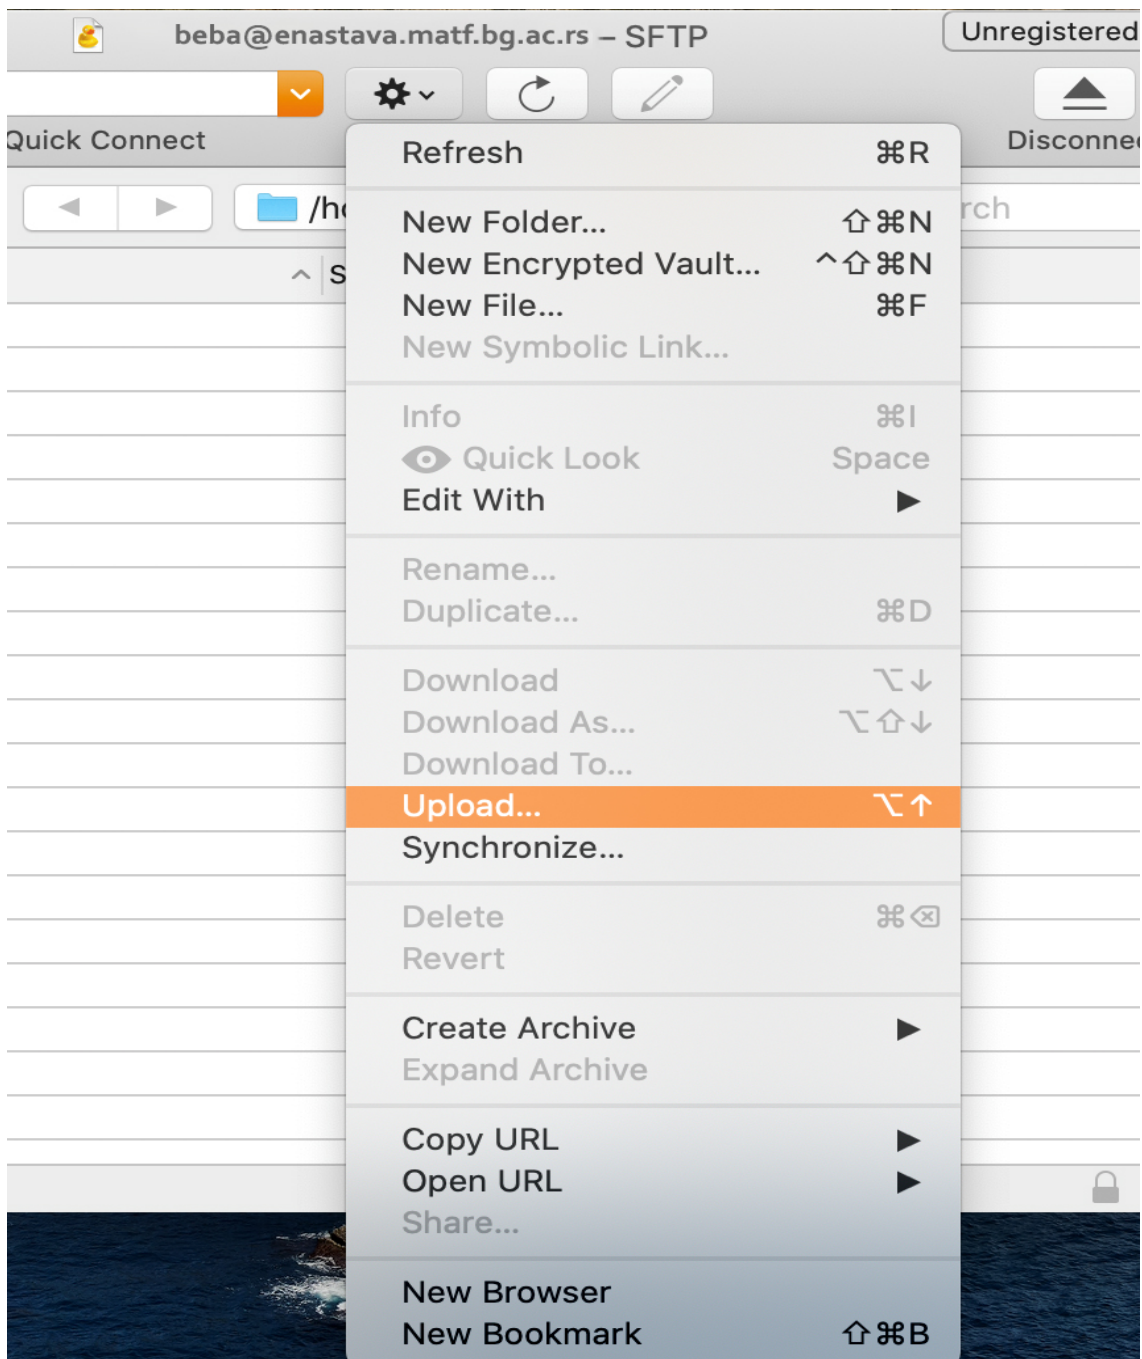 beba@enastava.matf.bg.ac.rs – SFTP
Unregistered
Quick Connect
Disconnec
/ho
rch
S
Refresh ⌘R
New Folder... ⇧⌘N
New Encrypted Vault... ^⇧⌘N
New File... ⌘F
New Symbolic Link...
Info ⌘I
Quick Look Space
Edit With ▶
Rename...
Duplicate... ⌘D
Download ⌥↓
Download As... ⌥⇧↓
Download To...
Upload... ⌥↑
Synchronize...
Delete ⌘⌫
Revert
Create Archive ▶
Expand Archive
Copy URL ▶
Open URL ▶
Share...
New Browser
New Bookmark ⇧⌘B